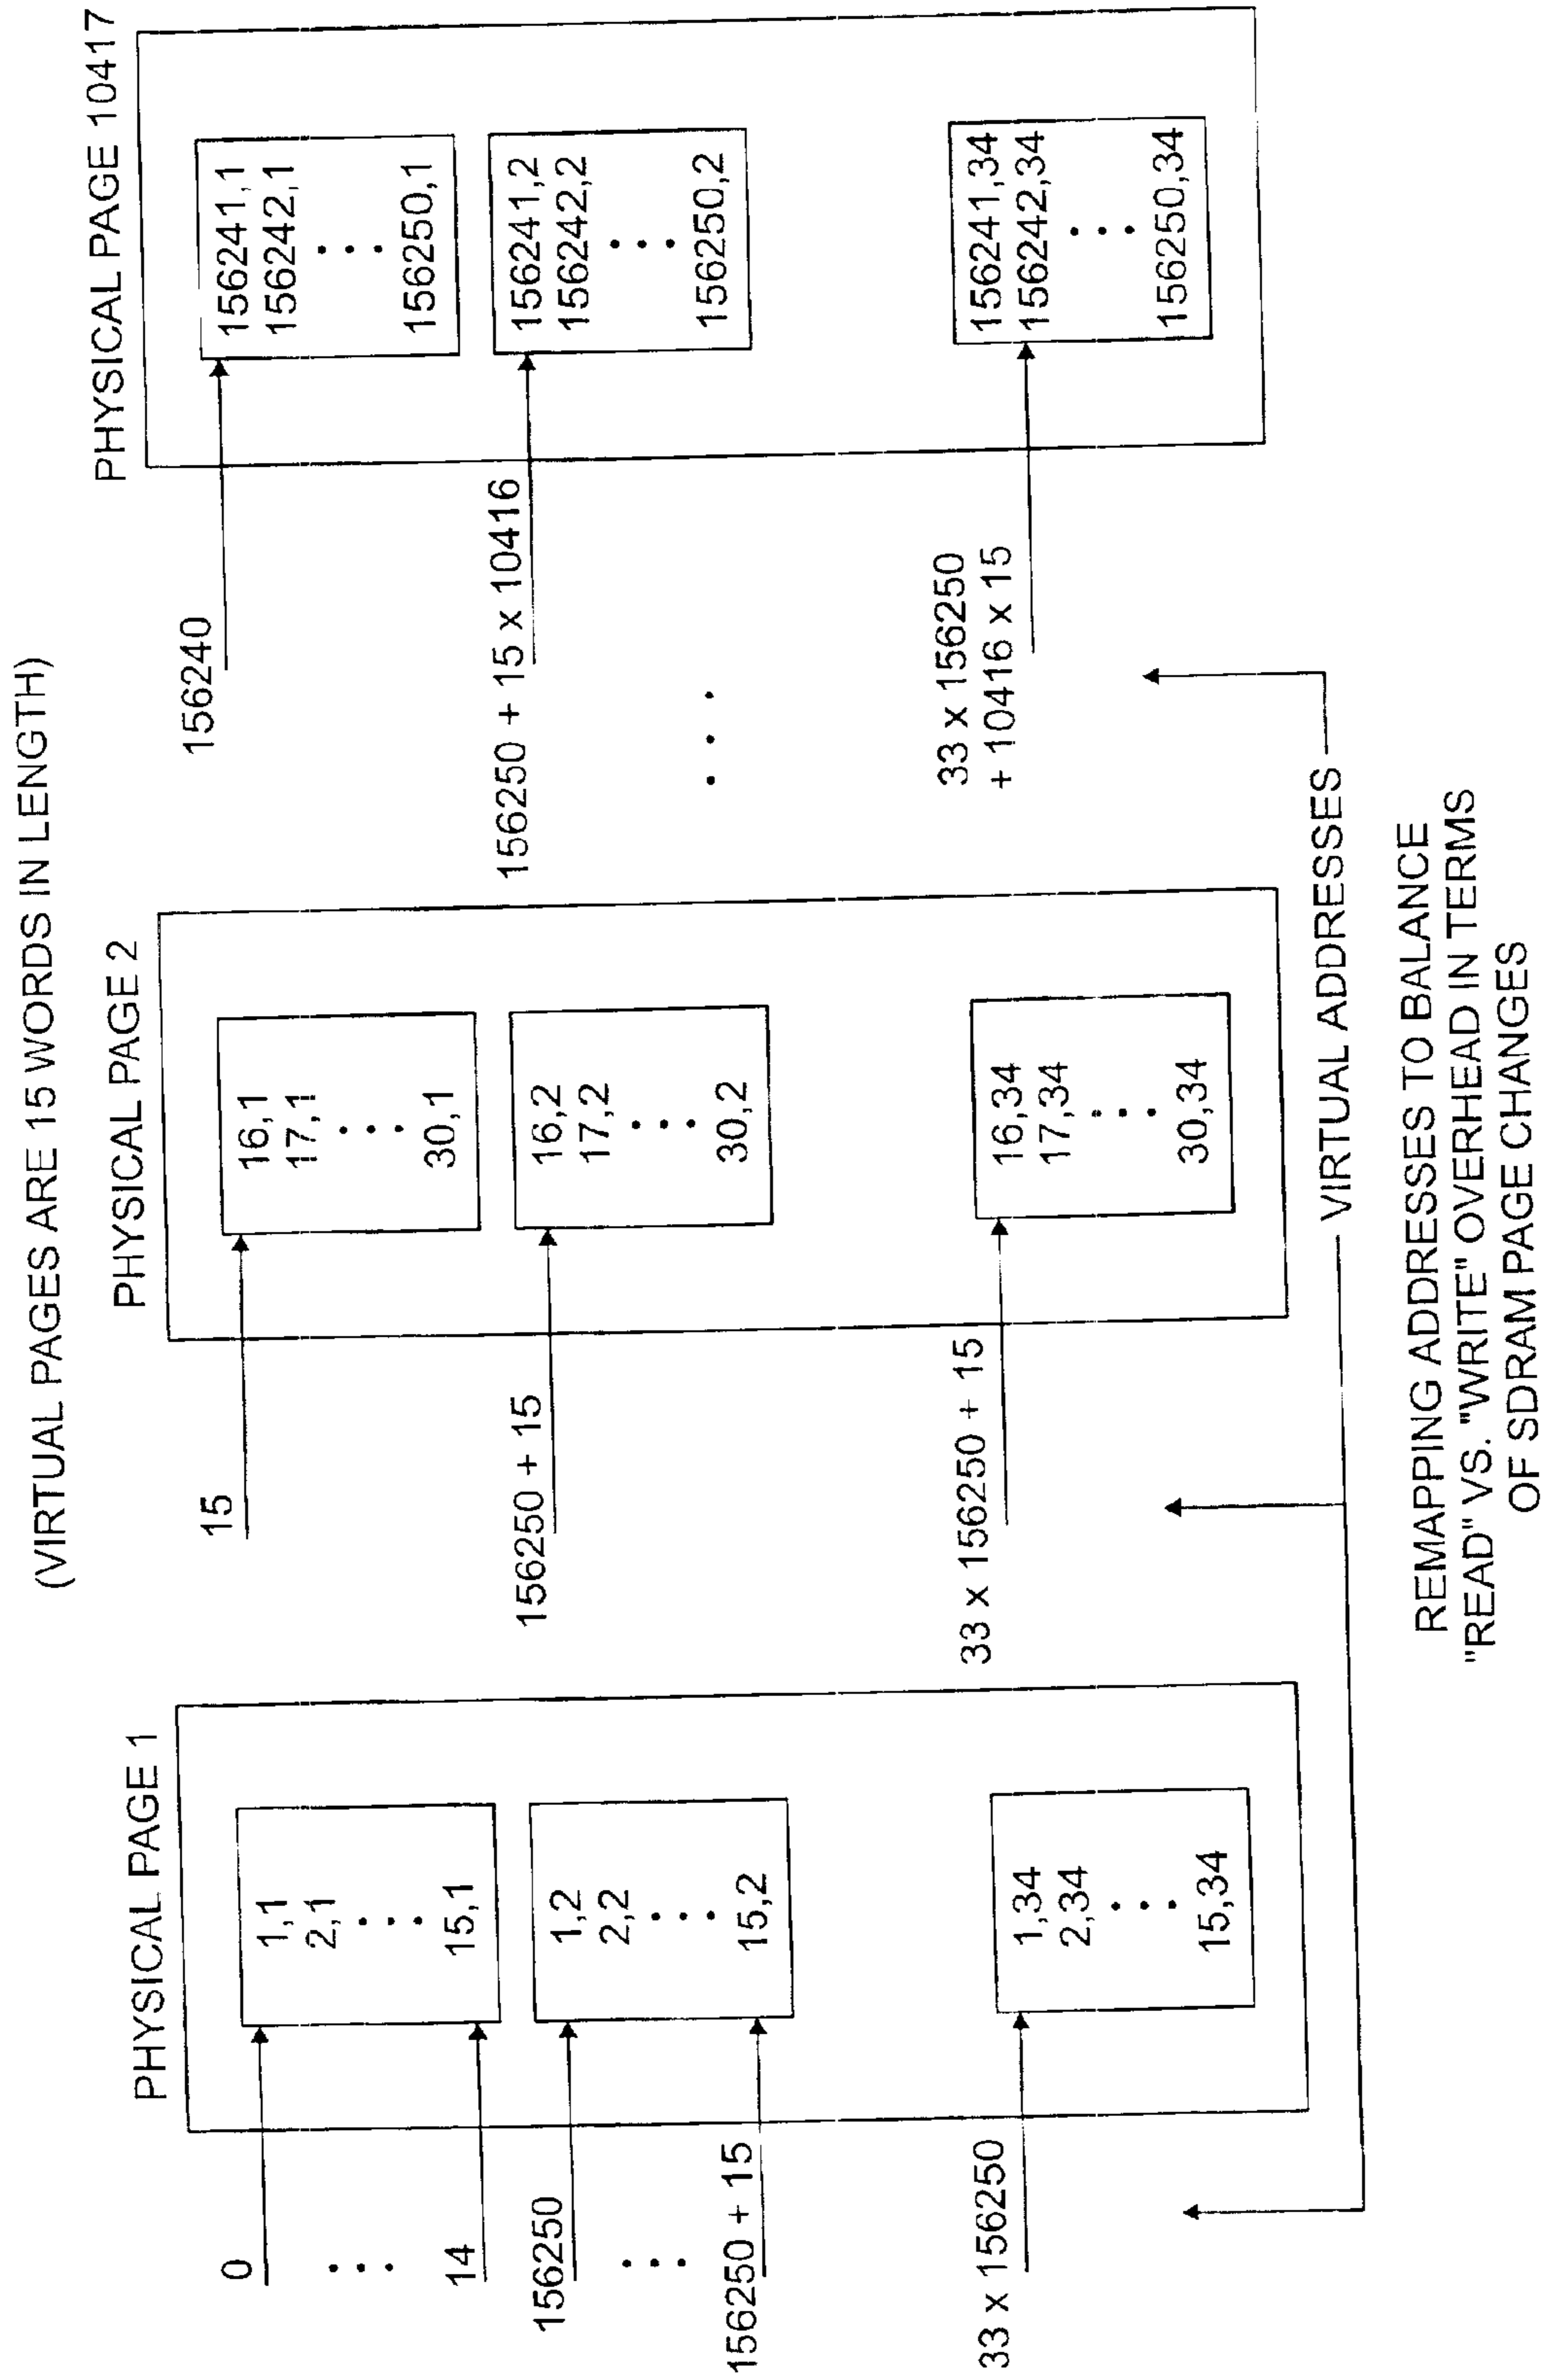 (VIRTUAL PAGES ARE 15 WORDS IN LENGTH)
PHYSICAL PAGE 1
0
1,1
2,1
15,1
14
156250
1,2
2,2
15,2
156250 + 15
33 x 156250
1,34
2,34
15,34
PHYSICAL PAGE 2
15
16,1
17,1
30,1
156250 + 15
16,2
17,2
30,2
33 x 156250 + 15
16,34
17,34
30,34
PHYSICAL PAGE 10417
156240
156241,1
156242,1
156250,1
156250 + 15 x 10416
156241,2
156242,2
156250,2
33 x 156250
+ 10416 x 15
156241,34
156242,34
156250,34
VIRTUAL ADDRESSES
REMAPPING ADDRESSES TO BALANCE
"READ" VS. "WRITE" OVERHEAD IN TERMS
OF SDRAM PAGE CHANGES